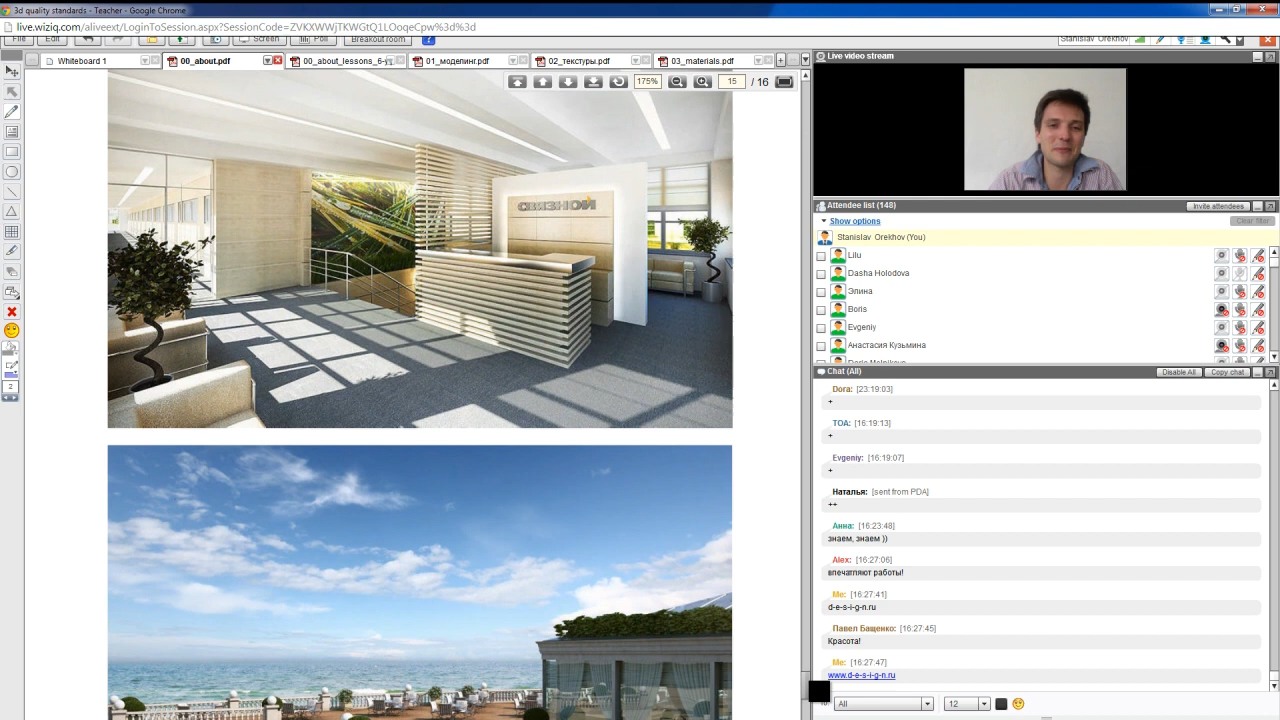 3d quality standards - Teacher - Google Chrome
live.wiziq.com/aliveext/LoginToSession.aspx?SessionCode=ZVKXWWjTKWGtQ1LOoqeCpw%3d%3d
File Edit Screen Poll Breakout room Stanislav Orekhov
Whiteboard 1 00_about.pdf 00_about_lessons_6- 01_моделинг.pdf 02_текстуры.pdf 03_materials.pdf
175% 15 / 16
СВЯЗНОЙ
2
Live video stream
Attendee list (148) Invite attendees
Show options Clear filter
Stanislav Orekhov (You)
Lilu
Dasha Holodova
Элина
Boris
Evgeniy
Анастасия Кузьмина
Chat (All) Disable All Copy chat
Dora: [23:19:03]
+
TOA: [16:19:13]
+
Evgeniy: [16:19:07]
+
Наталья: [sent from PDA]
++
Анна: [16:23:48]
знаем, знаем ))
Alex: [16:27:06]
впечатляют работы!
Me: [16:27:41]
d-e-s-i-g-n.ru
Павел Бащенко: [16:27:45]
Красота!
Me: [16:27:47]
www.d-e-s-i-g-n.ru
All 12